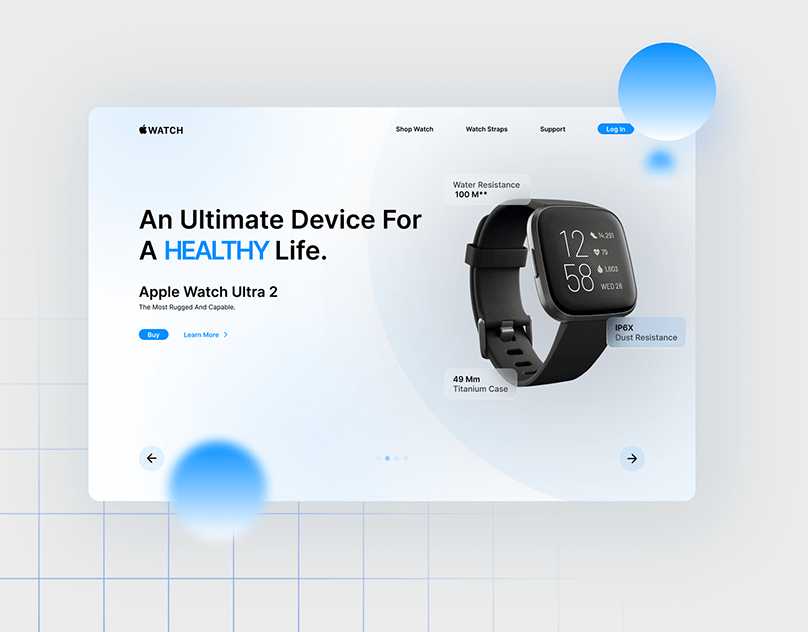 WATCH
Shop Watch
Watch Straps
Support
Log In
Water Resistance
100 M**
An Ultimate Device For
A HEALTHY Life.
12
58
14,291
79
1,603
WED 28
Apple Watch Ultra 2
The Most Rugged And Capable.
Buy
Learn More
IP6X
Dust Resistance
49 Mm
Titanium Case